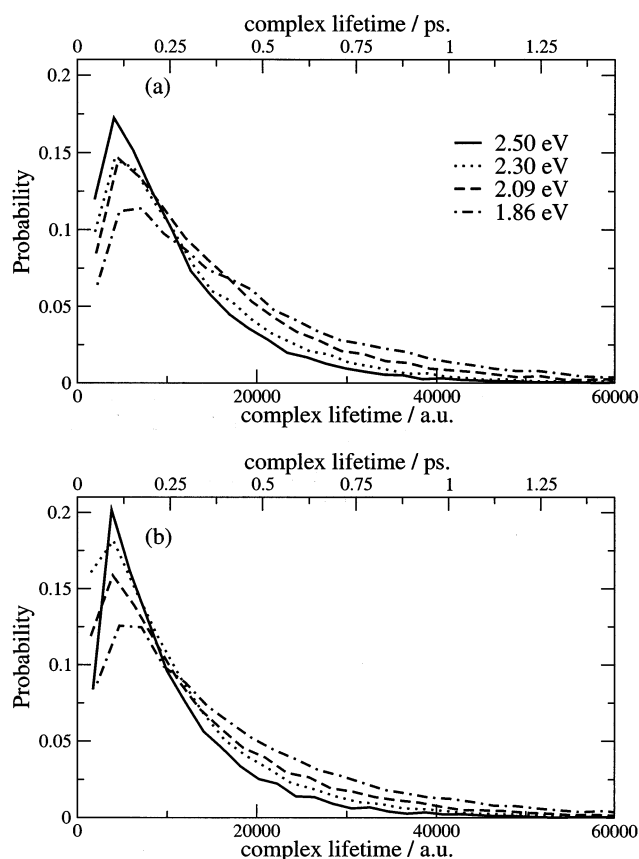 complex lifetime / ps.
0 0.25 0.5 0.75 1 1.25
0.2
(a)
2.50 eV
0.15
2.30 eV
2.09 eV
Probability
1.86 eV
0.1
0.05
0
0 20000 40000 60000
complex lifetime / a.u.
complex lifetime / ps.
0 0.25 0.5 0.75 1 1.25
0.2
(b)
0.15
Probability
0.1
0.05
0
0 20000 40000 60000
complex lifetime / a.u.